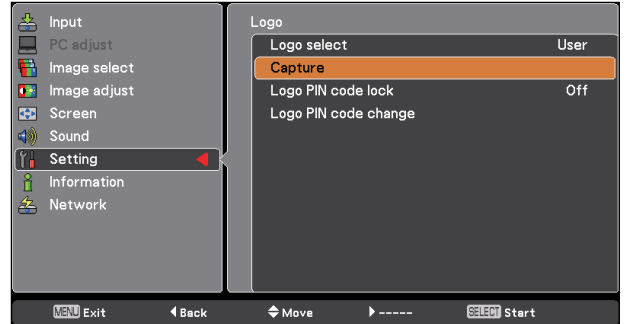 Input
PC adjust
Image select
Image adjust
Screen
Sound
Setting
Information
Network
Logo
Logo select User
Capture
Logo PIN code lock Off
Logo PIN code change
MENU Exit Back Move ----- SELECT Start